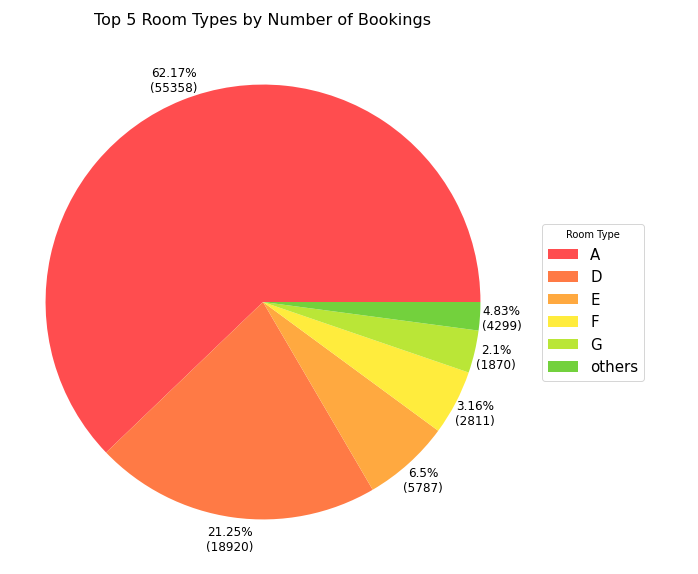 Top 5 Room Types by Number of Bookings
62.17%
(55358)
21.25%
(18920)
6.5%
(5787)
3.16%
(2811)
2.1%
(1870)
4.83%
(4299)
Room Type
A
D
E
F
G
others